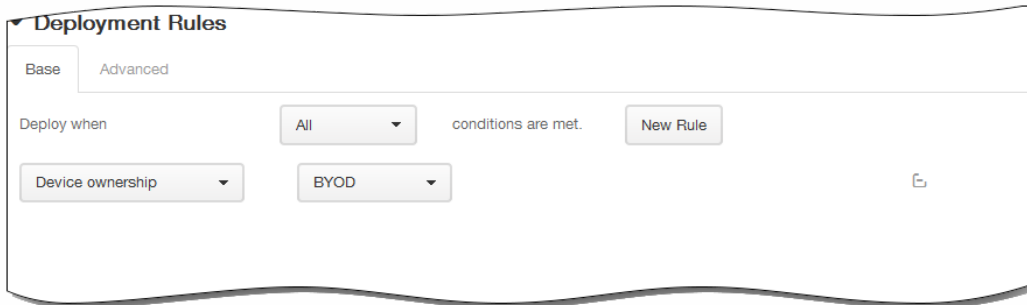 Deployment Rules
Base Advanced
Deploy when All conditions are met. New Rule
Device ownership BYOD